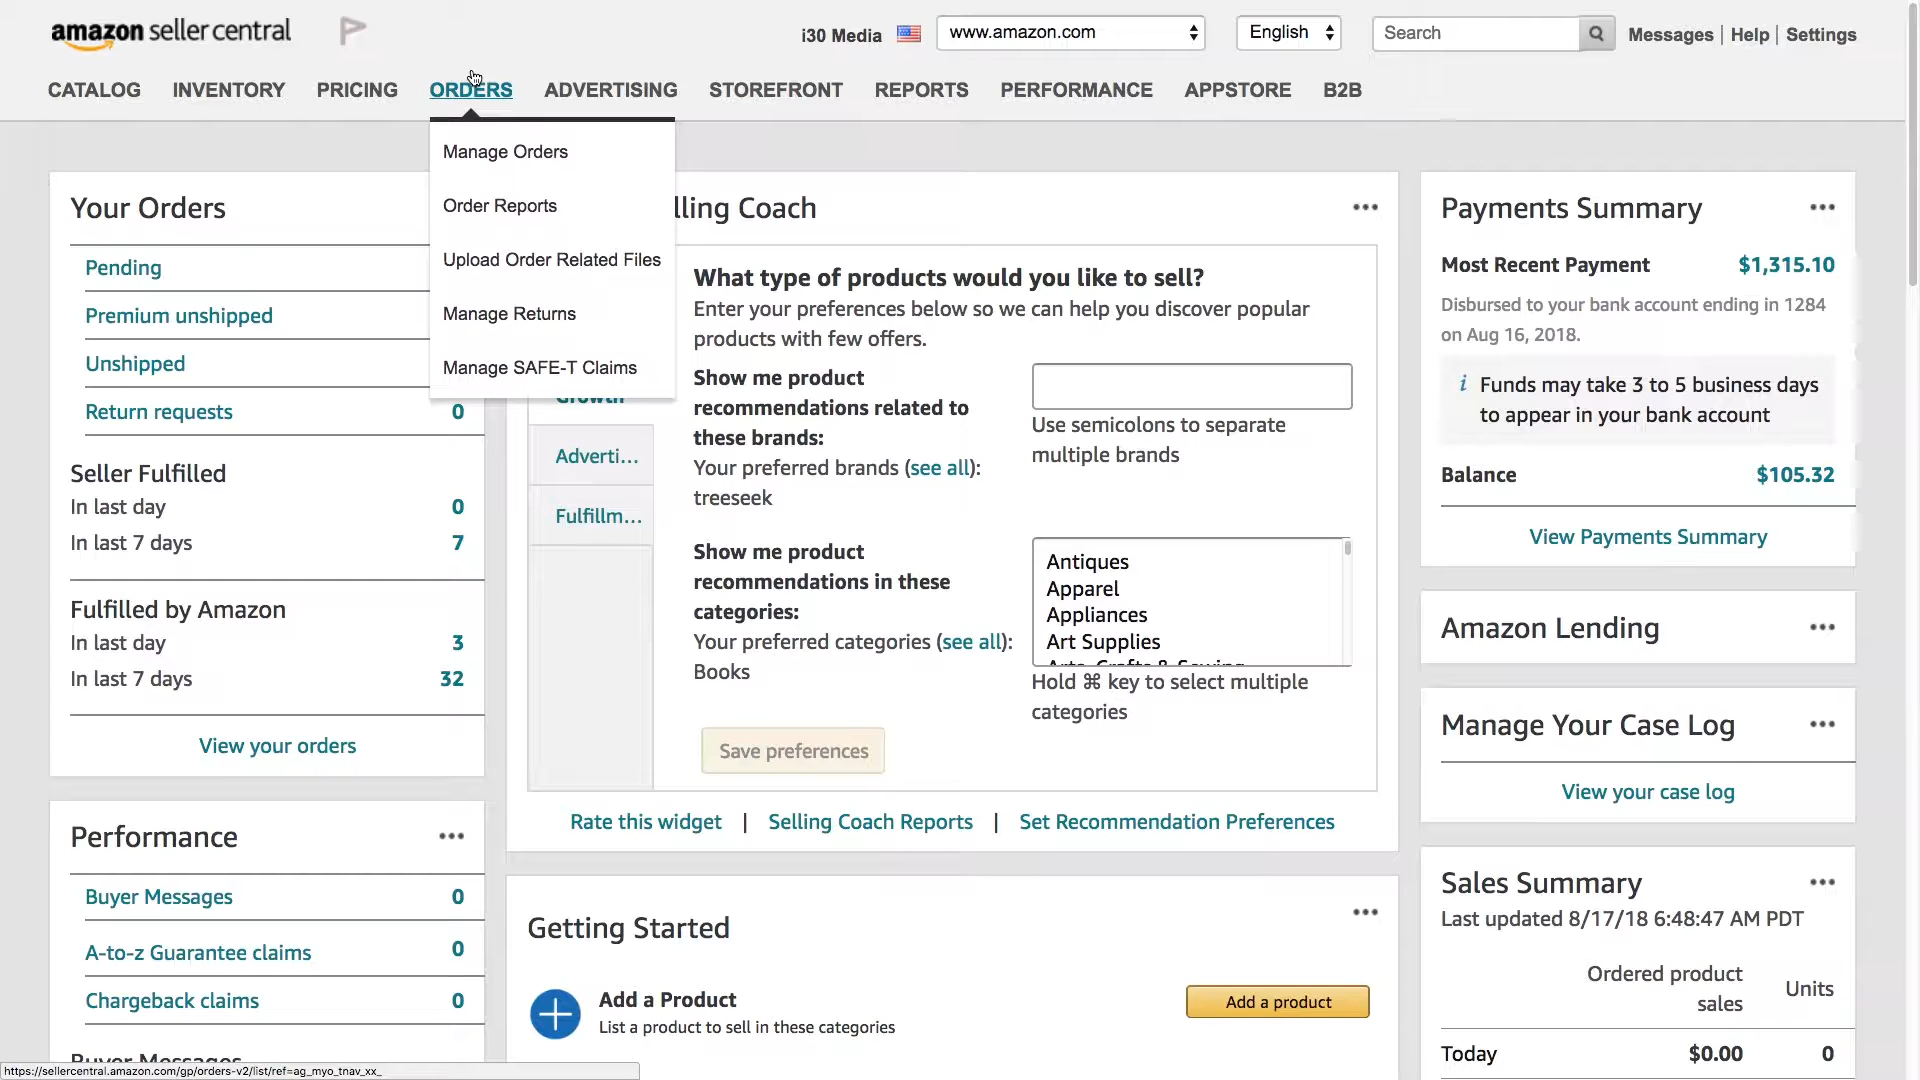 amazon seller central
i30 Media
www.amazon.com
English
Search
Messages | Help | Settings
CATALOG INVENTORY PRICING ORDERS ADVERTISING STOREFRONT REPORTS PERFORMANCE APPSTORE B2B
Manage Orders
Order Reports
Upload Order Related Files
Manage Returns
Manage SAFE-T Claims
Your Orders
Pending
Premium unshipped
Unshipped
Return requests 0
Seller Fulfilled
In last day 0
In last 7 days 7
Fulfilled by Amazon
In last day 3
In last 7 days 32
View your orders
Performance
Buyer Messages 0
A-to-z Guarantee claims 0
Chargeback claims 0
Buyer Messages
lling Coach
Growth
Adverti...
Fulfillm...
What type of products would you like to sell?
Enter your preferences below so we can help you discover popular
products with few offers.
Show me product
recommendations related to
these brands:
Your preferred brands (see all):
treeseek
Use semicolons to separate
multiple brands
Show me product
recommendations in these
categories:
Your preferred categories (see all):
Books
Antiques
Apparel
Appliances
Art Supplies
Arts, Crafts & Sewing
Hold ⌘ key to select multiple
categories
Save preferences
Rate this widget | Selling Coach Reports | Set Recommendation Preferences
Getting Started
Add a Product
List a product to sell in these categories
Add a product
Payments Summary
Most Recent Payment $1,315.10
Disbursed to your bank account ending in 1284
on Aug 16, 2018.
i Funds may take 3 to 5 business days
to appear in your bank account
Balance $105.32
View Payments Summary
Amazon Lending
Manage Your Case Log
View your case log
Sales Summary
Last updated 8/17/18 6:48:47 AM PDT
Ordered product
sales
Units
Today $0.00 0
https://sellercentral.amazon.com/gp/orders-v2/list/ref=ag_myo_tnav_xx_